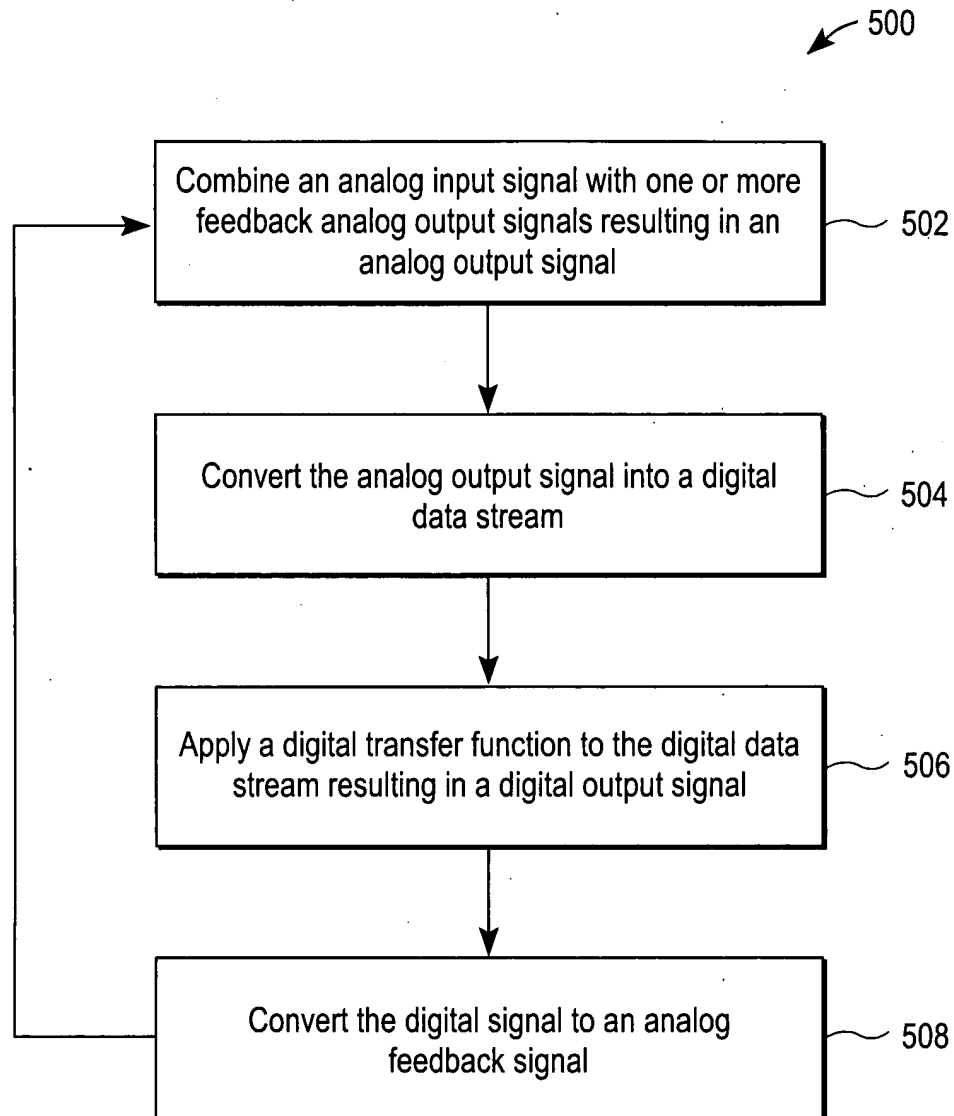 500
Combine an analog input signal with one or more
feedback analog output signals resulting in an
analog output signal
502
Convert the analog output signal into a digital
data stream
504
Apply a digital transfer function to the digital data
stream resulting in a digital output signal
506
Convert the digital signal to an analog
feedback signal
508